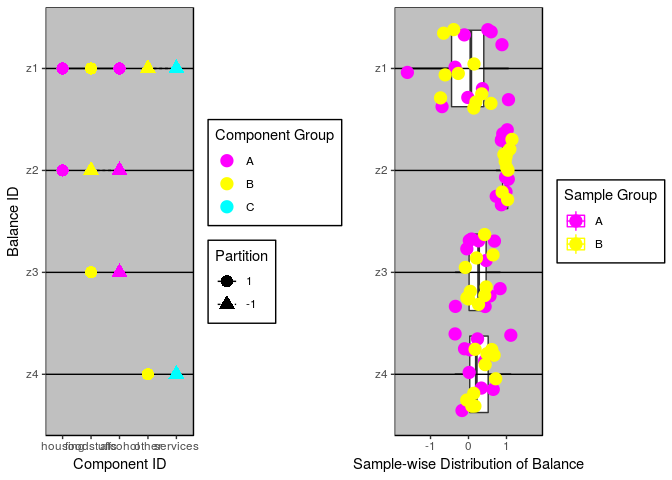 z1
z2
z3
z4
Balance ID
housing foodstuffs alcohol other services
Component ID
Component Group
A
B
C
Partition
1
-1
z1
z2
z3
z4
-1 0 1
Sample-wise Distribution of Balance
Sample Group
A
B